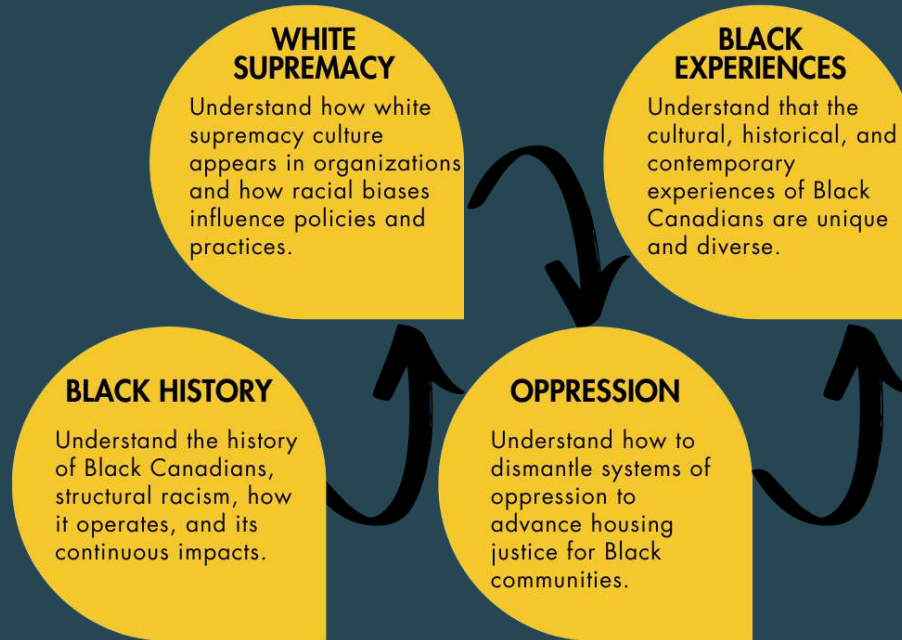 WHITE
SUPREMACY
Understand how white
supremacy culture
appears in organizations
and how racial biases
influence policies and
practices.
BLACK
EXPERIENCES
Understand that the
cultural, historical, and
contemporary
experiences of Black
Canadians are unique
and diverse.
BLACK HISTORY
Understand the history
of Black Canadians,
structural racism, how
it operates, and its
continuous impacts.
OPPRESSION
Understand how to
dismantle systems of
oppression to
advance housing
justice for Black
communities.